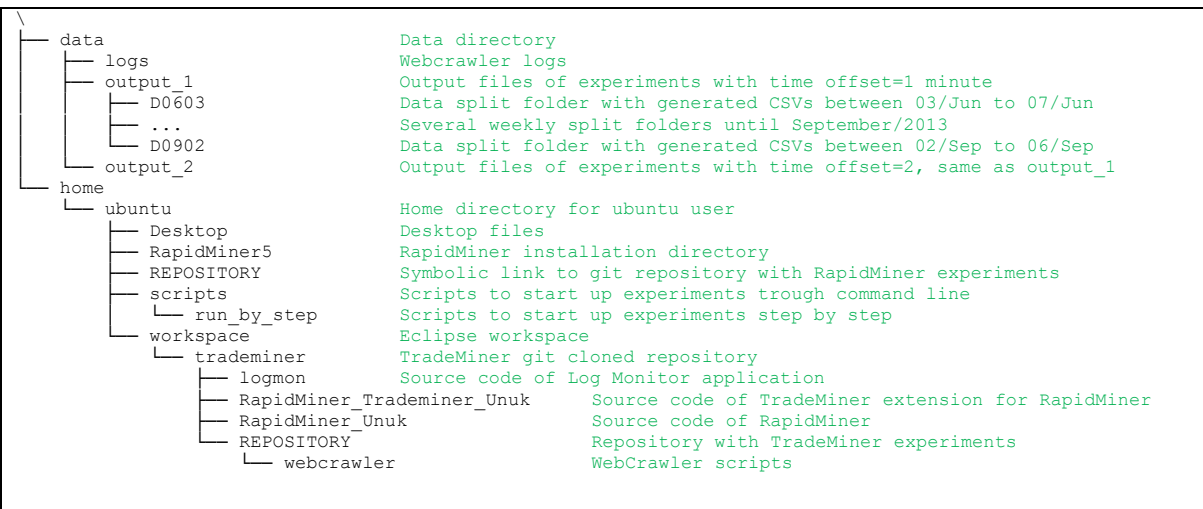 \
├── data Data directory
│ ├── logs Webcrawler logs
│ ├── output_1 Output files of experiments with time offset=1 minute
│ │ ├── D0603 Data split folder with generated CSVs between 03/Jun to 07/Jun
│ │ ├── ... Several weekly split folders until September/2013
│ │ └── D0902 Data split folder with generated CSVs between 02/Sep to 06/Sep
│ └── output_2 Output files of experiments with time offset=2, same as output_1
└── home
└── ubuntu Home directory for ubuntu user
├── Desktop Desktop files
├── RapidMiner5 RapidMiner installation directory
├── REPOSITORY Symbolic link to git repository with RapidMiner experiments
├── scripts Scripts to start up experiments trough command line
│ └── run_by_step Scripts to start up experiments step by step
└── workspace Eclipse workspace
└── trademiner TradeMiner git cloned repository
├── logmon Source code of Log Monitor application
├── RapidMiner_Trademiner_Unuk Source code of TradeMiner extension for RapidMiner
├── RapidMiner_Unuk Source code of RapidMiner
└── REPOSITORY Repository with TradeMiner experiments
└── webcrawler WebCrawler scripts